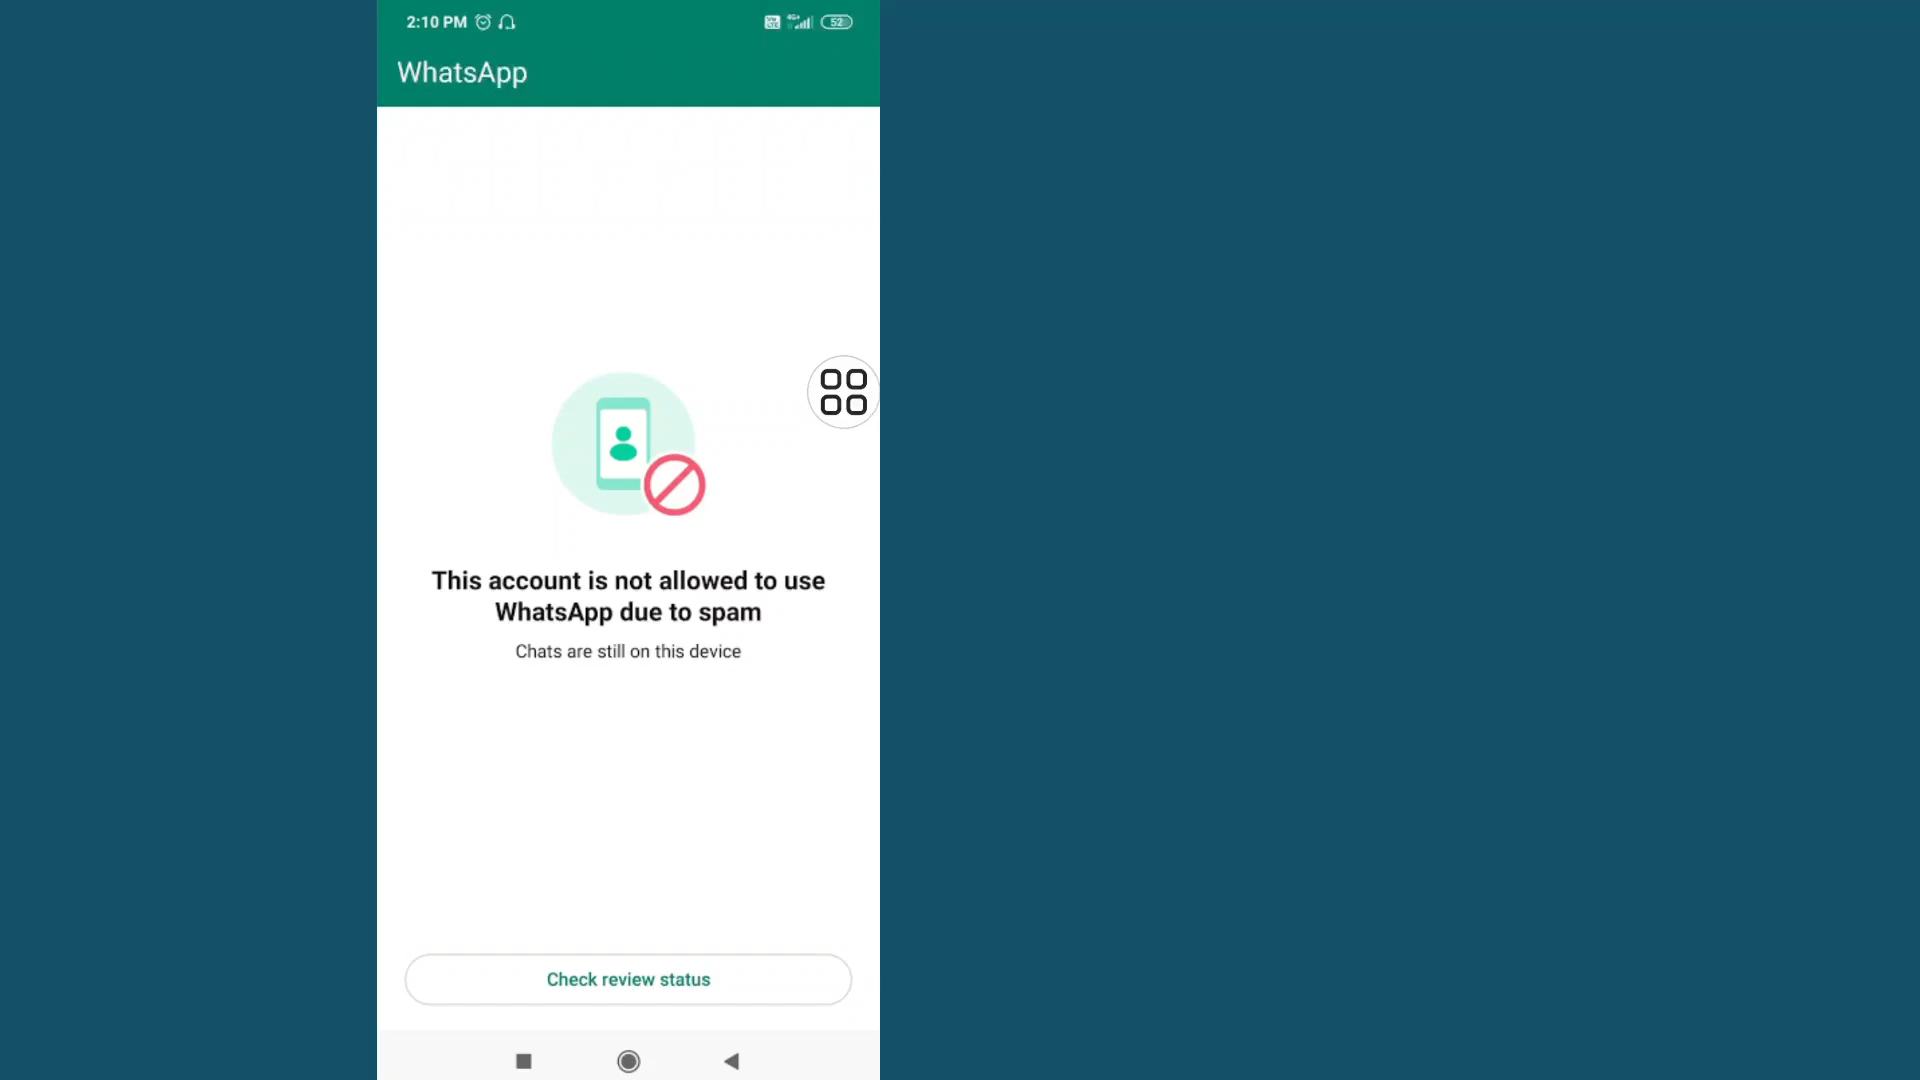 2:10 PM
52
WhatsApp
This account is not allowed to use
WhatsApp due to spam
Chats are still on this device
Check review status